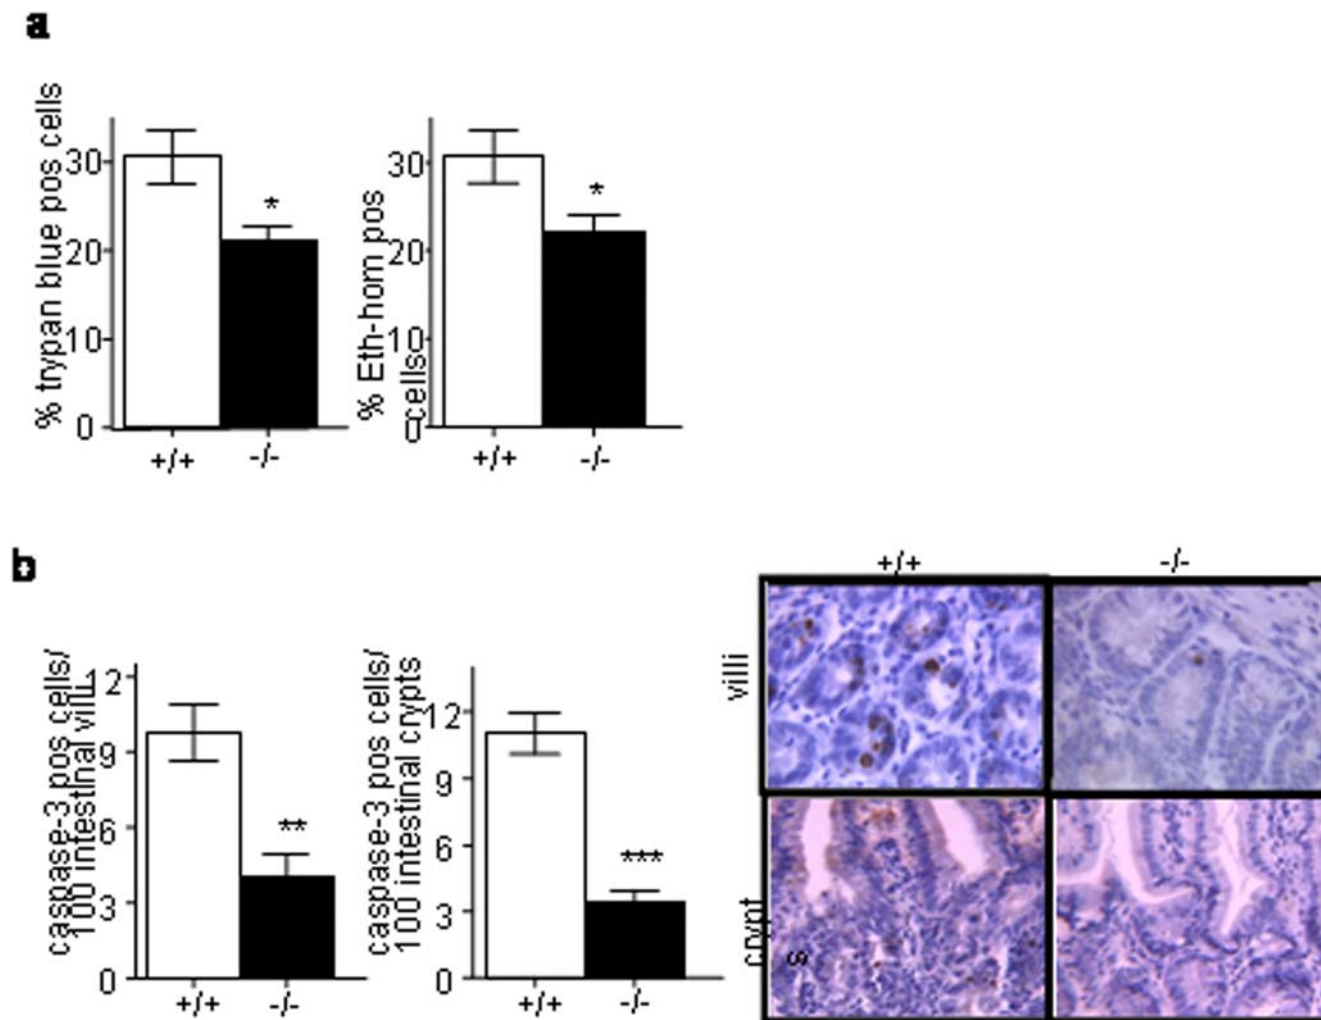 a
% trypan blue pos cells
30
20
10
0
+/+
-/-
*
% Eth-hom pos
cells
30
20
10
0
+/+
-/-
*
b
caspase-3 pos cells/
100 intestinal villi
12
9
6
3
0
+/+
-/-
**
caspase-3 pos cells/
100 intestinal crypts
12
9
6
3
0
+/+
-/-
***
+/+
-/-
villi
crypt
s